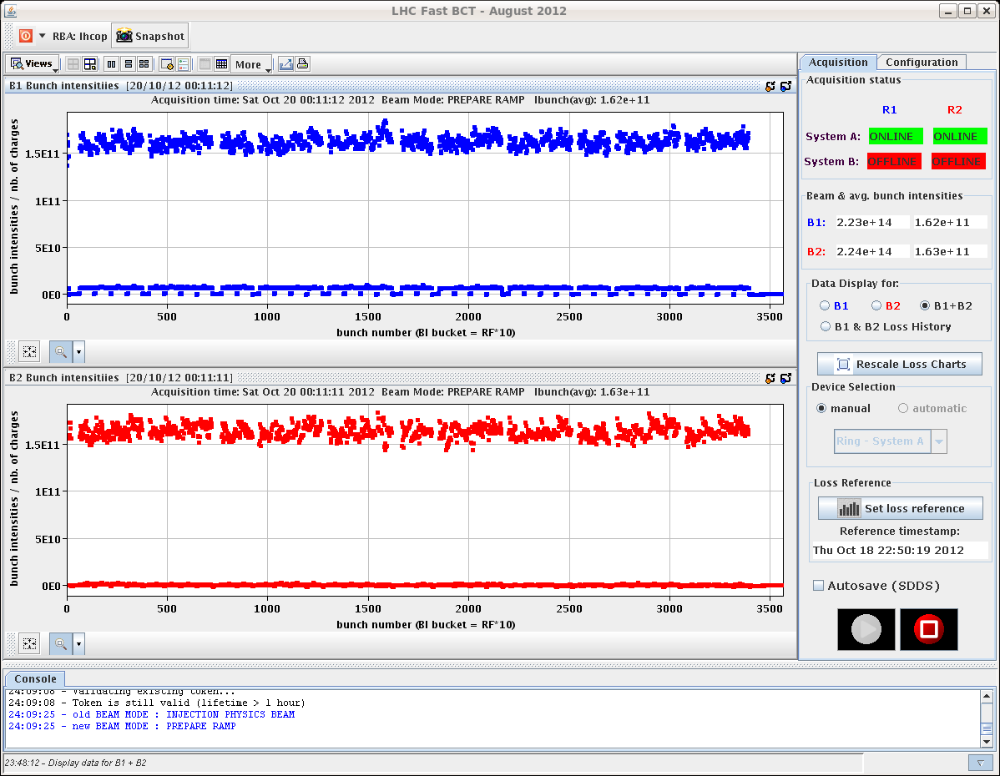 LHC Fast BCT - August 2012
RBA: lhcop Snapshot
Views More
B1 Bunch intensitiies [20/10/12 00:11:12]
Acquisition time: Sat Oct 20 00:11:12 2012 Beam Mode: PREPARE RAMP Ibunch(avg): 1.62e+11
bunch intensities / nb. of charges
1.5E11
1E11
5E10
0E0
0 500 1000 1500 2000 2500 3000 3500
bunch number (BI bucket = RF*10)
B2 Bunch intensitiies [20/10/12 00:11:11]
Acquisition time: Sat Oct 20 00:11:11 2012 Beam Mode: PREPARE RAMP Ibunch(avg): 1.63e+11
bunch intensities / nb. of charges
1.5E11
1E11
5E10
0E0
0 500 1000 1500 2000 2500 3000 3500
bunch number (BI bucket = RF*10)
Acquisition Configuration
Acquisition status
R1 R2
System A: ONLINE ONLINE
System B: OFFLINE OFFLINE
Beam & avg. bunch intensities
B1: 2.23e+14 1.62e+11
B2: 2.24e+14 1.63e+11
Data Display for:
B1 B2 B1+B2
B1 & B2 Loss History
Rescale Loss Charts
Device Selection
manual automatic
Ring - System A
Loss Reference
Set loss reference
Reference timestamp:
Thu Oct 18 22:50:19 2012
Autosave (SDDS)
Console
24:09:08 - Validating existing token...
24:09:08 - Token is still valid (lifetime > 1 hour)
24:09:25 - old BEAM MODE : INJECTION PHYSICS BEAM
24:09:25 - new BEAM MODE : PREPARE RAMP
23:48:12 - Display data for B1 + B2